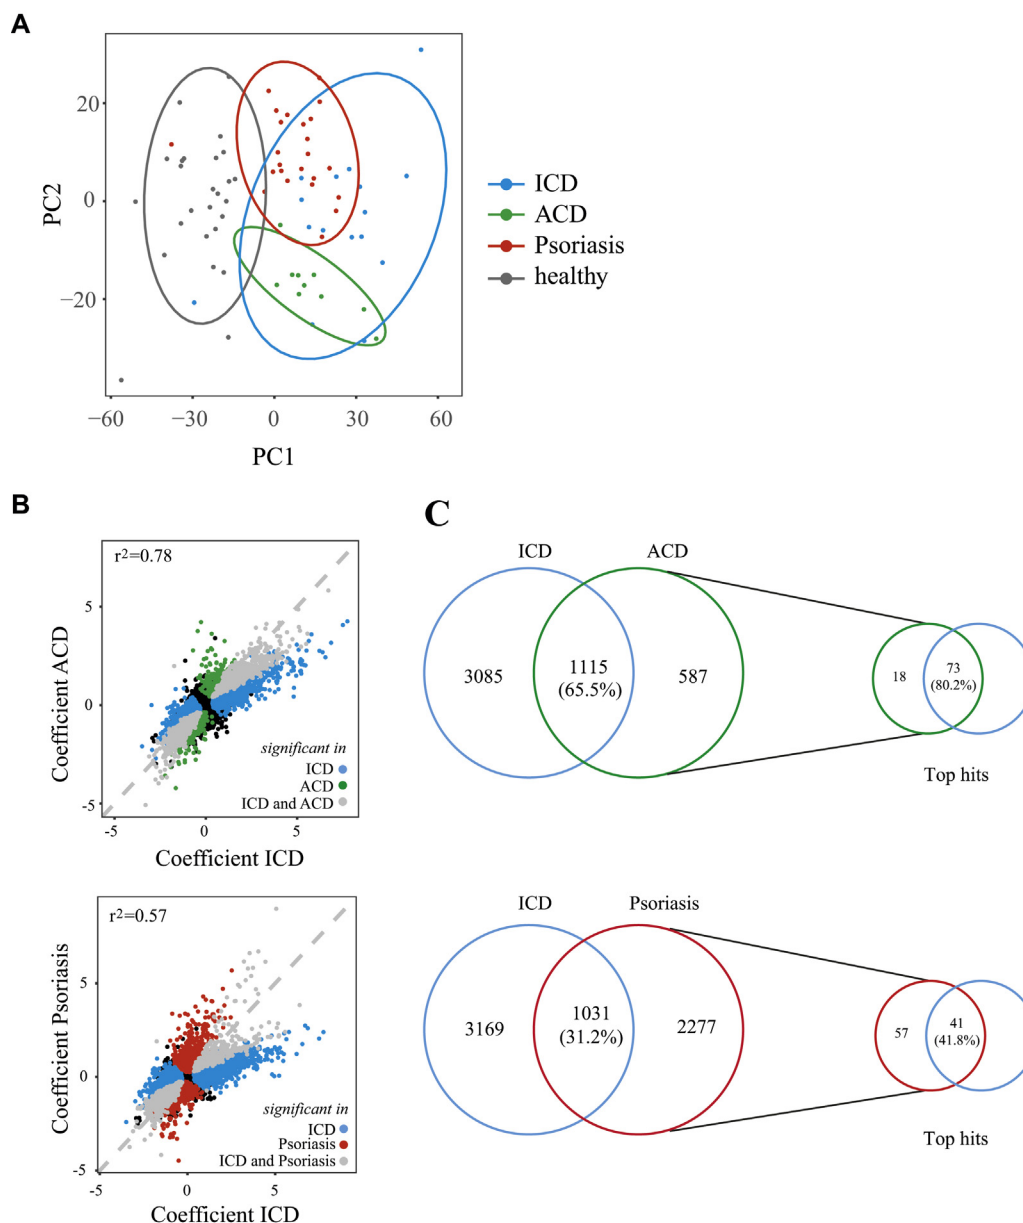 A
20
0
−20
PC2
−60
−30
0
30
60
PC1
ICD
ACD
Psoriasis
healthy
B
r2=0.78
5
0
-5
Coefficient ACD
significant in
ICD
ACD
ICD and ACD
-5
0
5
Coefficient ICD
r2=0.57
5
0
-5
Coefficient Psoriasis
significant in
ICD
Psoriasis
ICD and Psoriasis
-5
0
5
Coefficient ICD
C
ICD
ACD
3085
1115
(65.5%)
587
18
73
(80.2%)
Top hits
ICD
Psoriasis
3169
1031
(31.2%)
2277
57
41
(41.8%)
Top hits